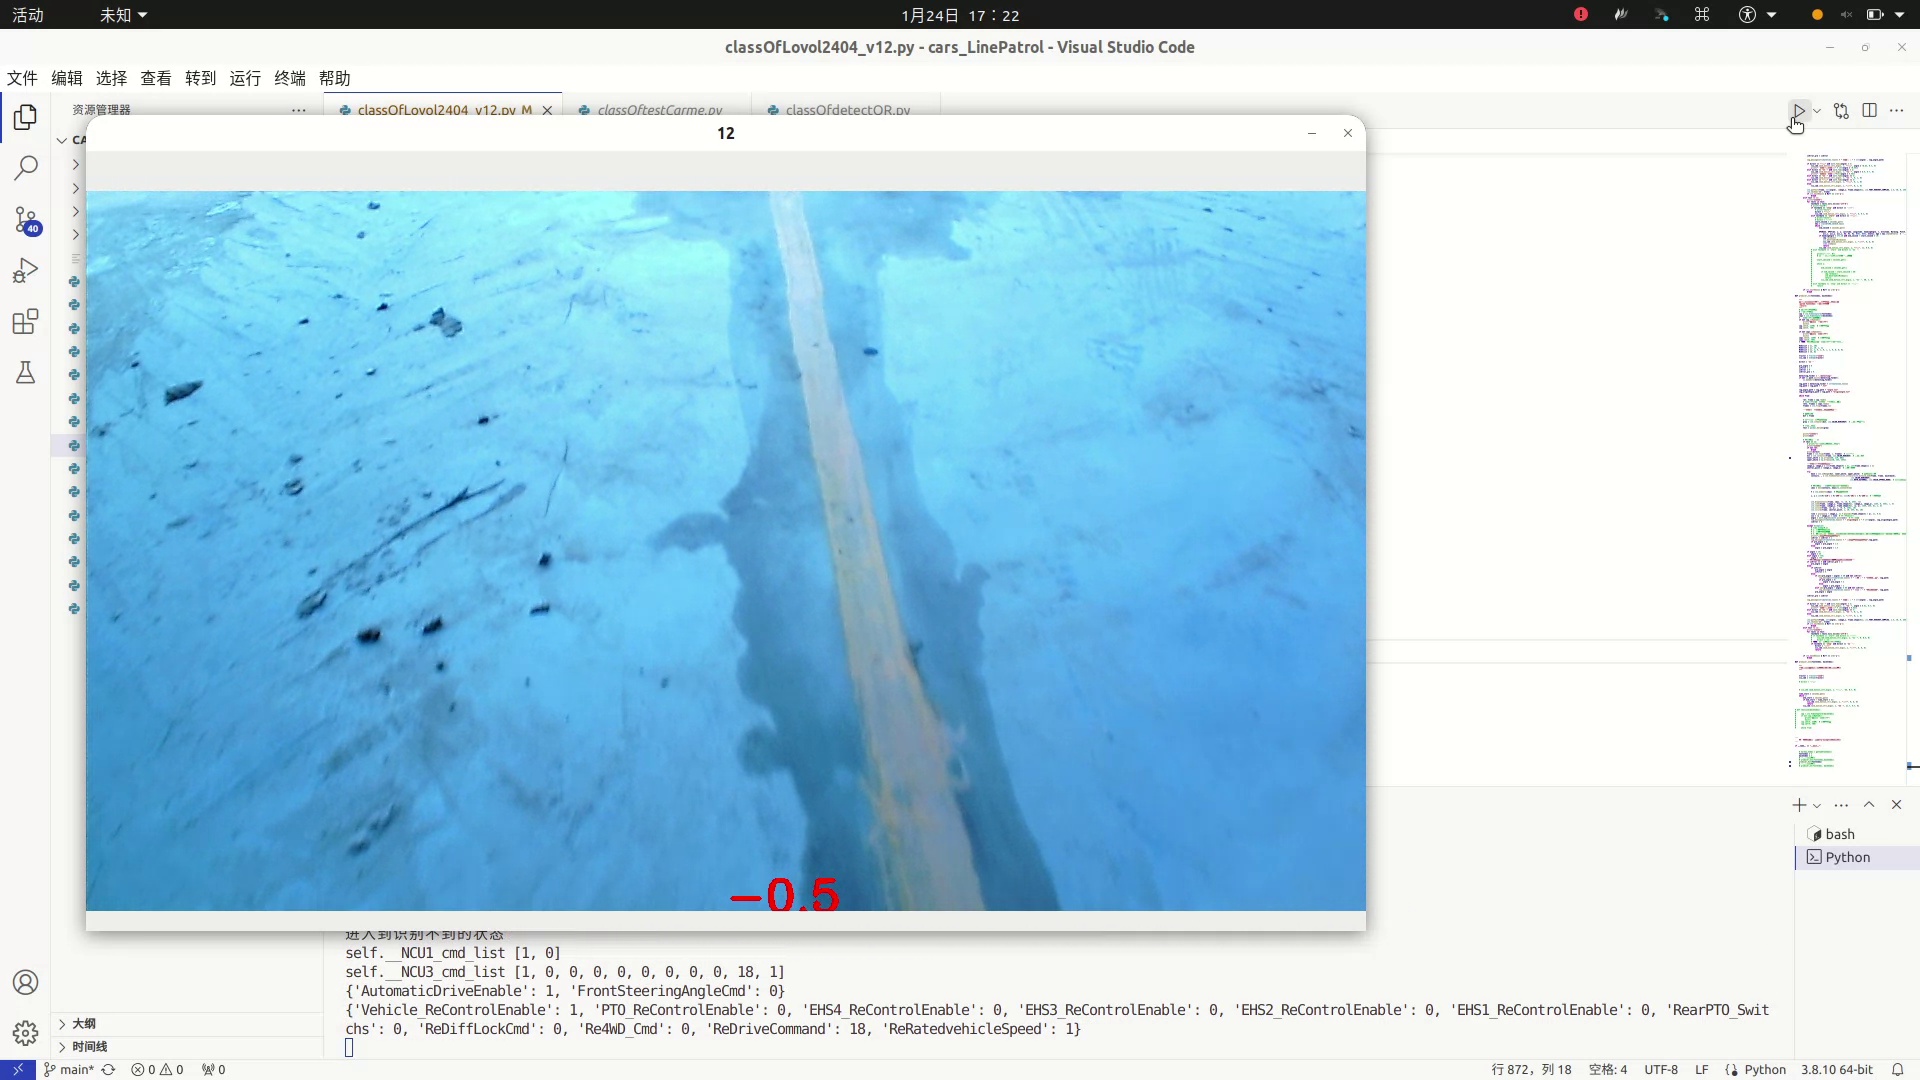 活动
未知
1月24日 17：22
classOfLovol2404_v12.py - cars_LinePatrol - Visual Studio Code
文件 编辑 选择 查看 转到 运行 终端 帮助
资源管理器
classOfLovol2404_v12.py M
classOftestCarme.py
classOfdetectQR.py
CA
12
40
-0.5
bash
Python
进入到识别不到的状态
self.__NCU1_cmd_list [1, 0]
self.__NCU3_cmd_list [1, 0, 0, 0, 0, 0, 0, 0, 0, 18, 1]
{'AutomaticDriveEnable': 1, 'FrontSteeringAngleCmd': 0}
{'Vehicle_ReControlEnable': 1, 'PTO_ReControlEnable': 0, 'EHS4_ReControlEnable': 0, 'EHS3_ReControlEnable': 0, 'EHS2_ReControlEnable': 0, 'EHS1_ReControlEnable': 0, 'RearPTO_Swit
chs': 0, 'ReDiffLockCmd': 0, 'Re4WD_Cmd': 0, 'ReDriveCommand': 18, 'ReRatedvehicleSpeed': 1}
大纲
时间线
main* 0 0 0
行 872，列 18 空格: 4 UTF-8 LF Python 3.8.10 64-bit